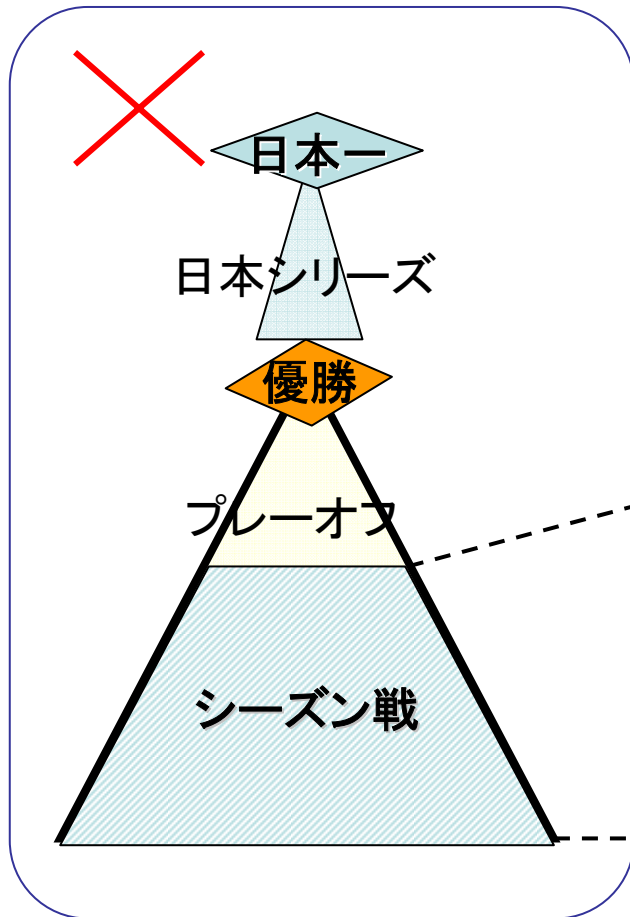 日本一
日本シリーズ
優勝
プレーオフ
シーズン戦